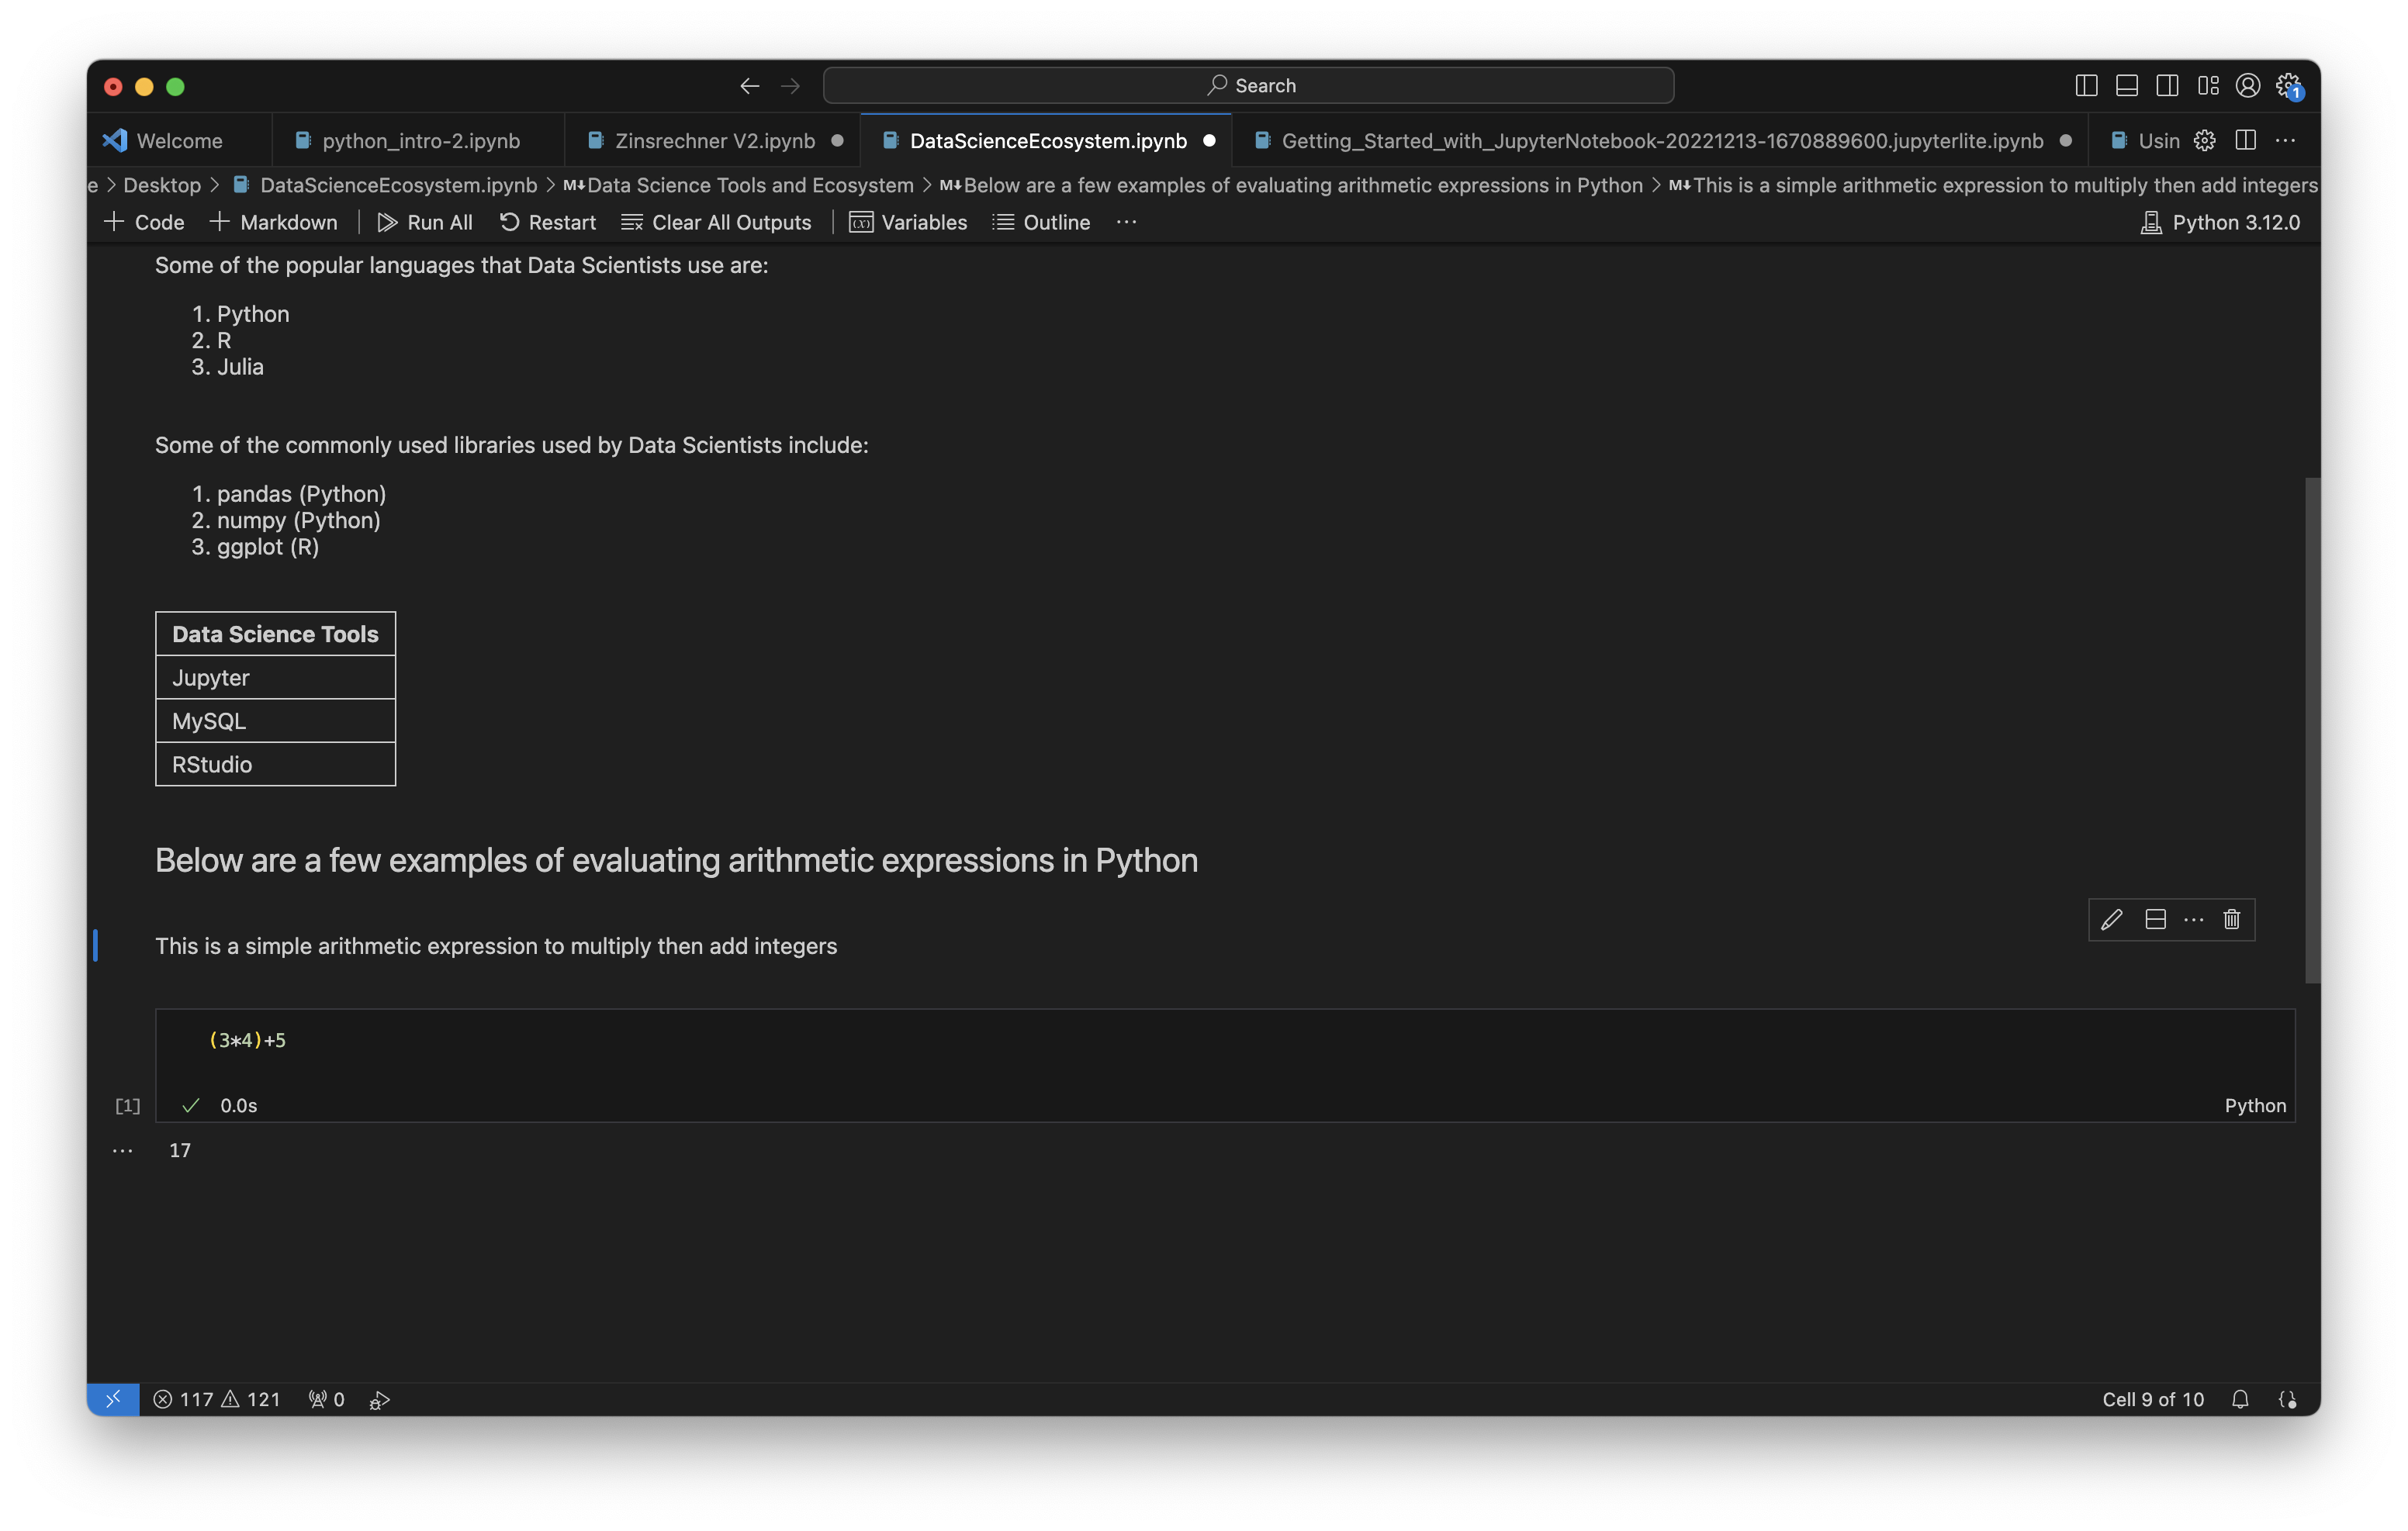 Search
Welcome
python_intro-2.ipynb
Zinsrechner V2.ipynb
DataScienceEcosystem.ipynb
Getting_Started_with_JupyterNotebook-20221213-1670889600.jupyterlite.ipynb
Usin
1
e > Desktop > DataScienceEcosystem.ipynb > M↓Data Science Tools and Ecosystem > M↓Below are a few examples of evaluating arithmetic expressions in Python > M↓This is a simple arithmetic expression to multiply then add integers
+ Code + Markdown | Run All Restart Clear All Outputs | Variables Outline ··· Python 3.12.0
Some of the popular languages that Data Scientists use are:
1. Python
2. R
3. Julia
Some of the commonly used libraries used by Data Scientists include:
1. pandas (Python)
2. numpy (Python)
3. ggplot (R)
Data Science Tools
Jupyter
MySQL
RStudio
Below are a few examples of evaluating arithmetic expressions in Python
This is a simple arithmetic expression to multiply then add integers
(3*4)+5
[1] 0.0s Python
··· 17
117 121 0 Cell 9 of 10